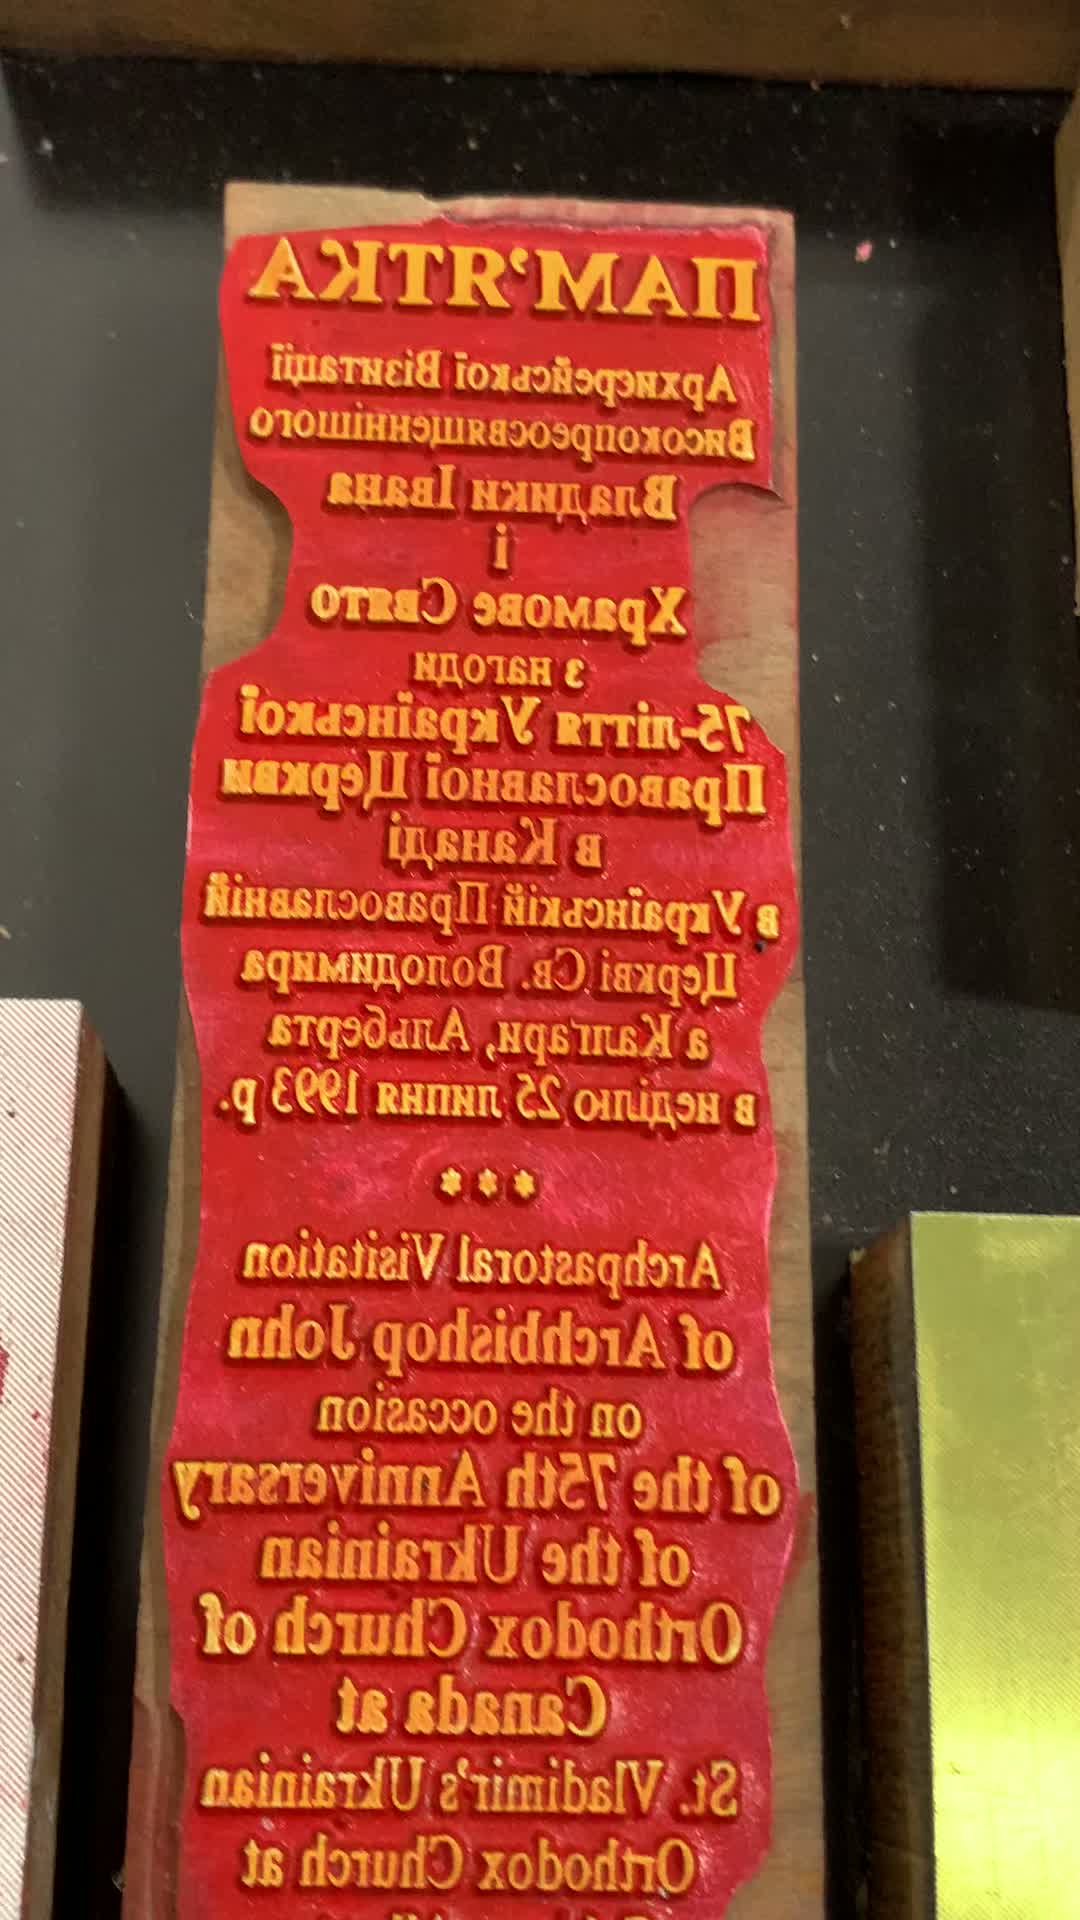 ПАМ'ЯТКА
Архиєрейської Візитації
Високопреосвященнішого
Владики Івана
і
Храмове Свято
з нагоди
75-ліття Української
Православної Церкви
в Канаді
в Українській Православній
Церкві Св. Володимира
а Калґари, Альберта
в неділю 25 липня 1993 р.
* * *
Archpastoral Visitation
of Archbishop John
on the occasion
of the 75th Anniversary
of the Ukrainian
Orthodox Church of
Canada at
St. Vladimir's Ukrainian
Orthodox Church at